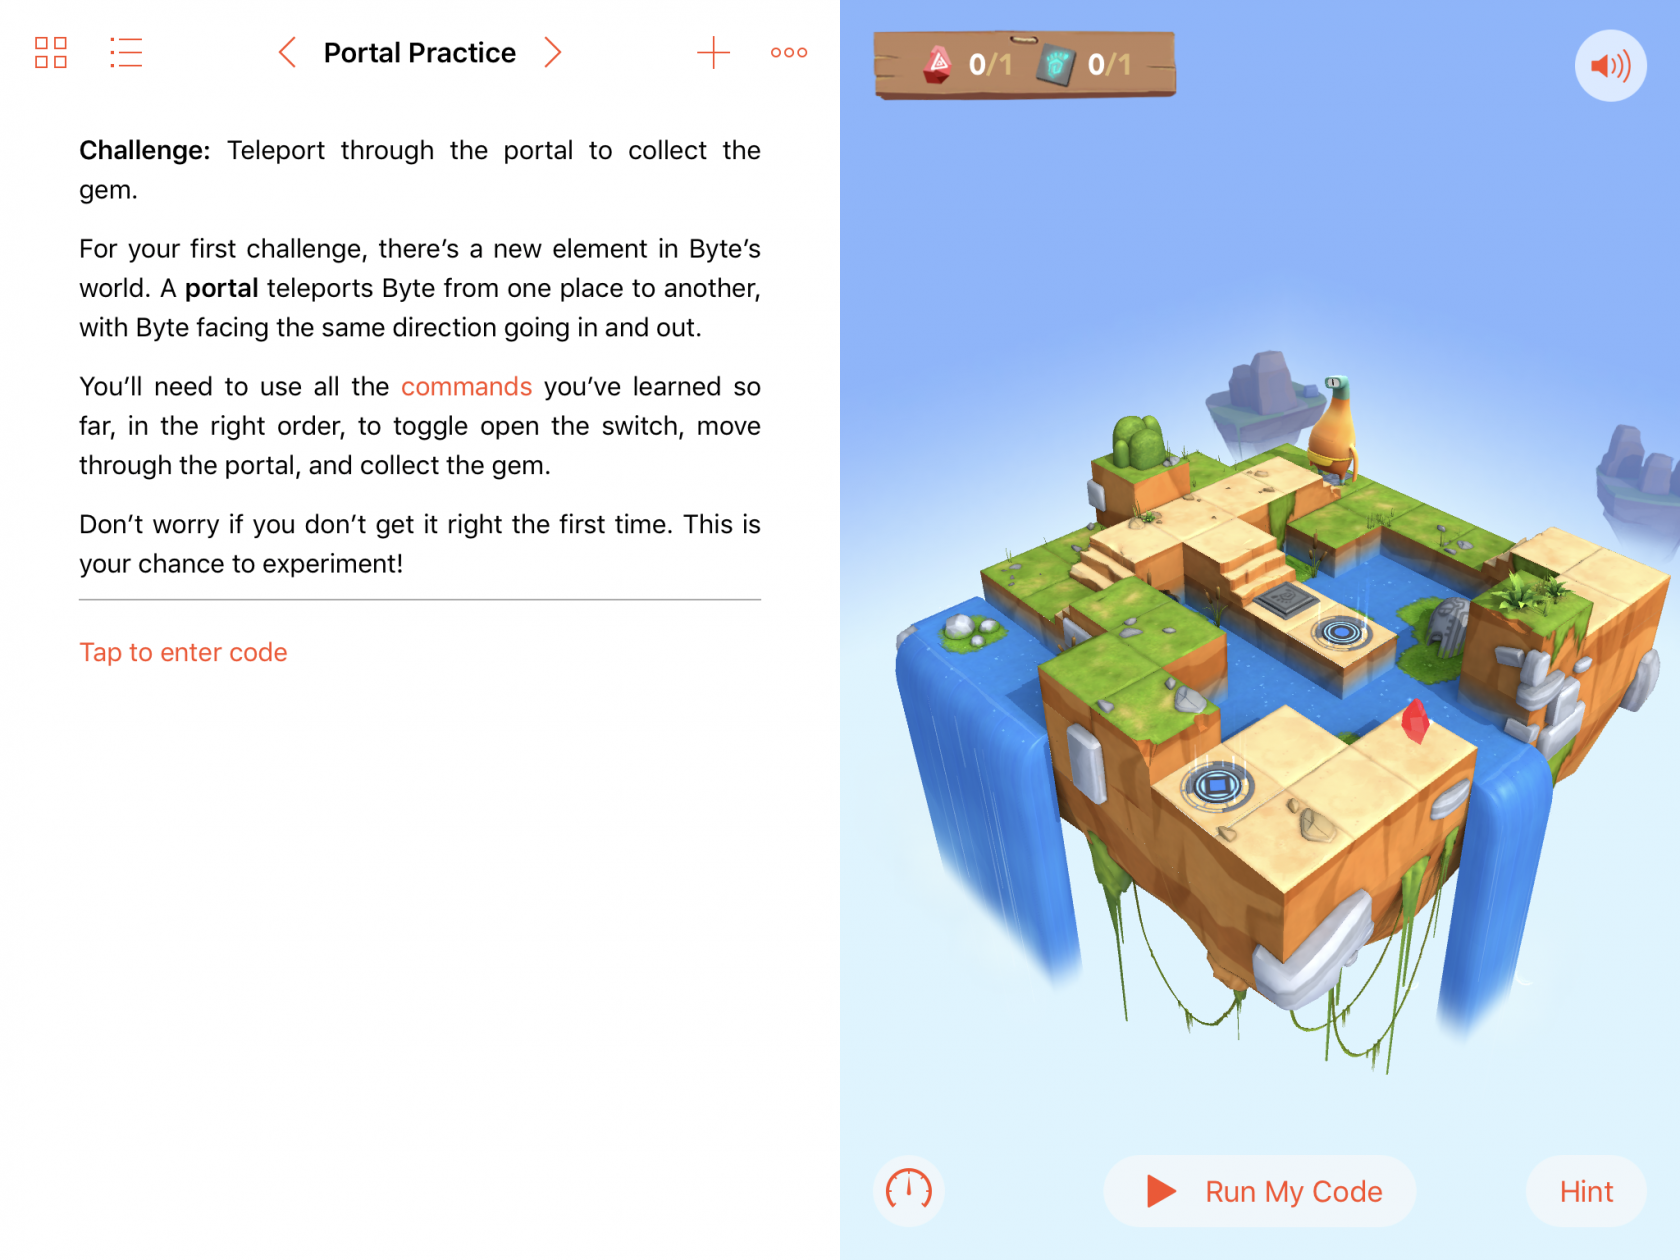 Portal Practice
0/1 0/1
Challenge: Teleport through the portal to collect the
gem.
For your first challenge, there’s a new element in Byte’s
world. A portal teleports Byte from one place to another,
with Byte facing the same direction going in and out.
You’ll need to use all the commands you’ve learned so
far, in the right order, to toggle open the switch, move
through the portal, and collect the gem.
Don’t worry if you don’t get it right the first time. This is
your chance to experiment!
Tap to enter code
Run My Code
Hint